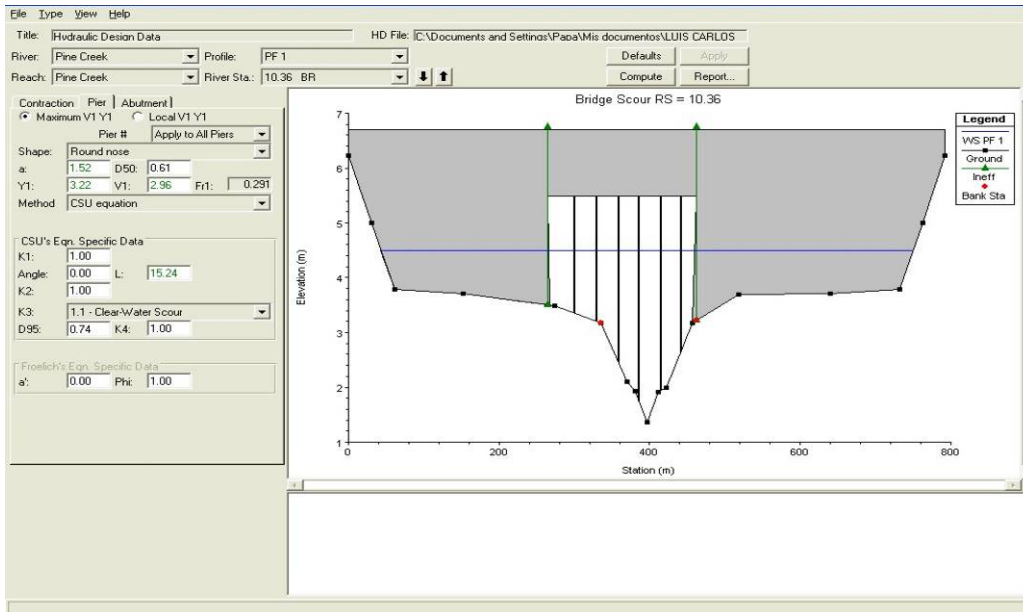 File Type View Help
Title: Hydraulic Design Data HD File: C:\Documents and Settings\Papa\Mis documentos\LUIS CARLOS
River: Pine Creek Profile: PF 1 Defaults Apply
Reach: Pine Creek River Sta.: 10.36 BR Compute Report...
Contraction Pier Abutment
Maximum V1 Y1 Local V1 Y1
Pier # Apply to All Piers
Shape: Round nose
a: 1.52 D50: 0.61
Y1: 3.22 V1: 2.96 Fr1: 0.291
Method CSU equation
CSU's Eqn. Specific Data
K1: 1.00
Angle: 0.00 L: 15.24
K2: 1.00
K3: 1.1 - Clear-Water Scour
D95: 0.74 K4: 1.00
Froelich's Eqn. Specific Data
a': 0.00 Phi: 1.00
Bridge Scour RS = 10.36
7
6
5
4
3
2
1
Elevation (m)
0 200 400 600 800
Station (m)
Legend
WS PF 1
Ground
Ineff
Bank Sta